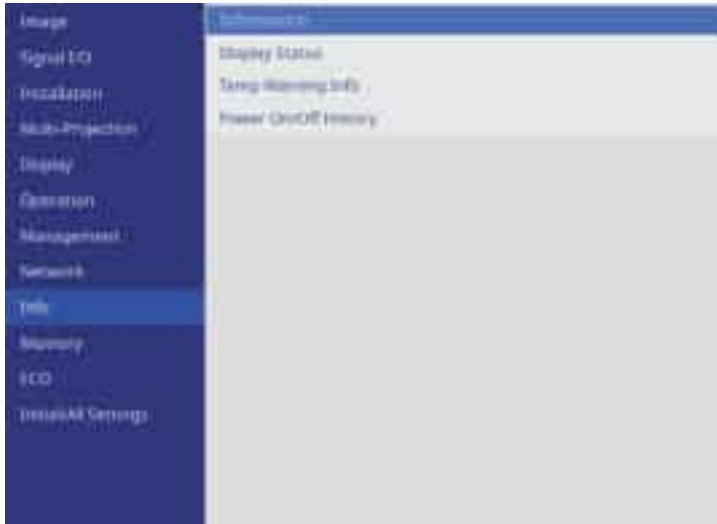 Image
Signal I/O
Installation
Multi-Projection
Display
Operation
Management
Network
Info
Memory
ECO
Initial/All Settings
Information
Display Status
Temp Warning Info
Power On/Off History